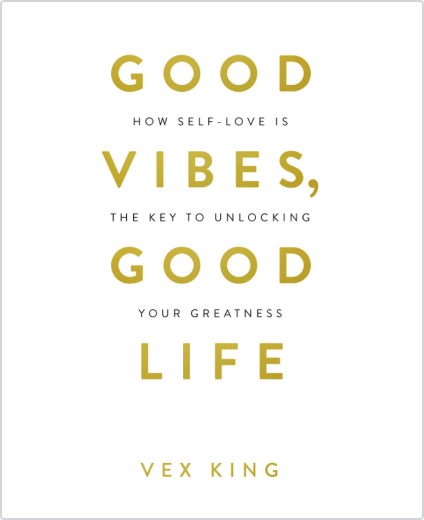 GOOD
HOW SELF-LOVE IS
VIBES,
THE KEY TO UNLOCKING
GOOD
YOUR GREATNESS
LIFE
VEX KING